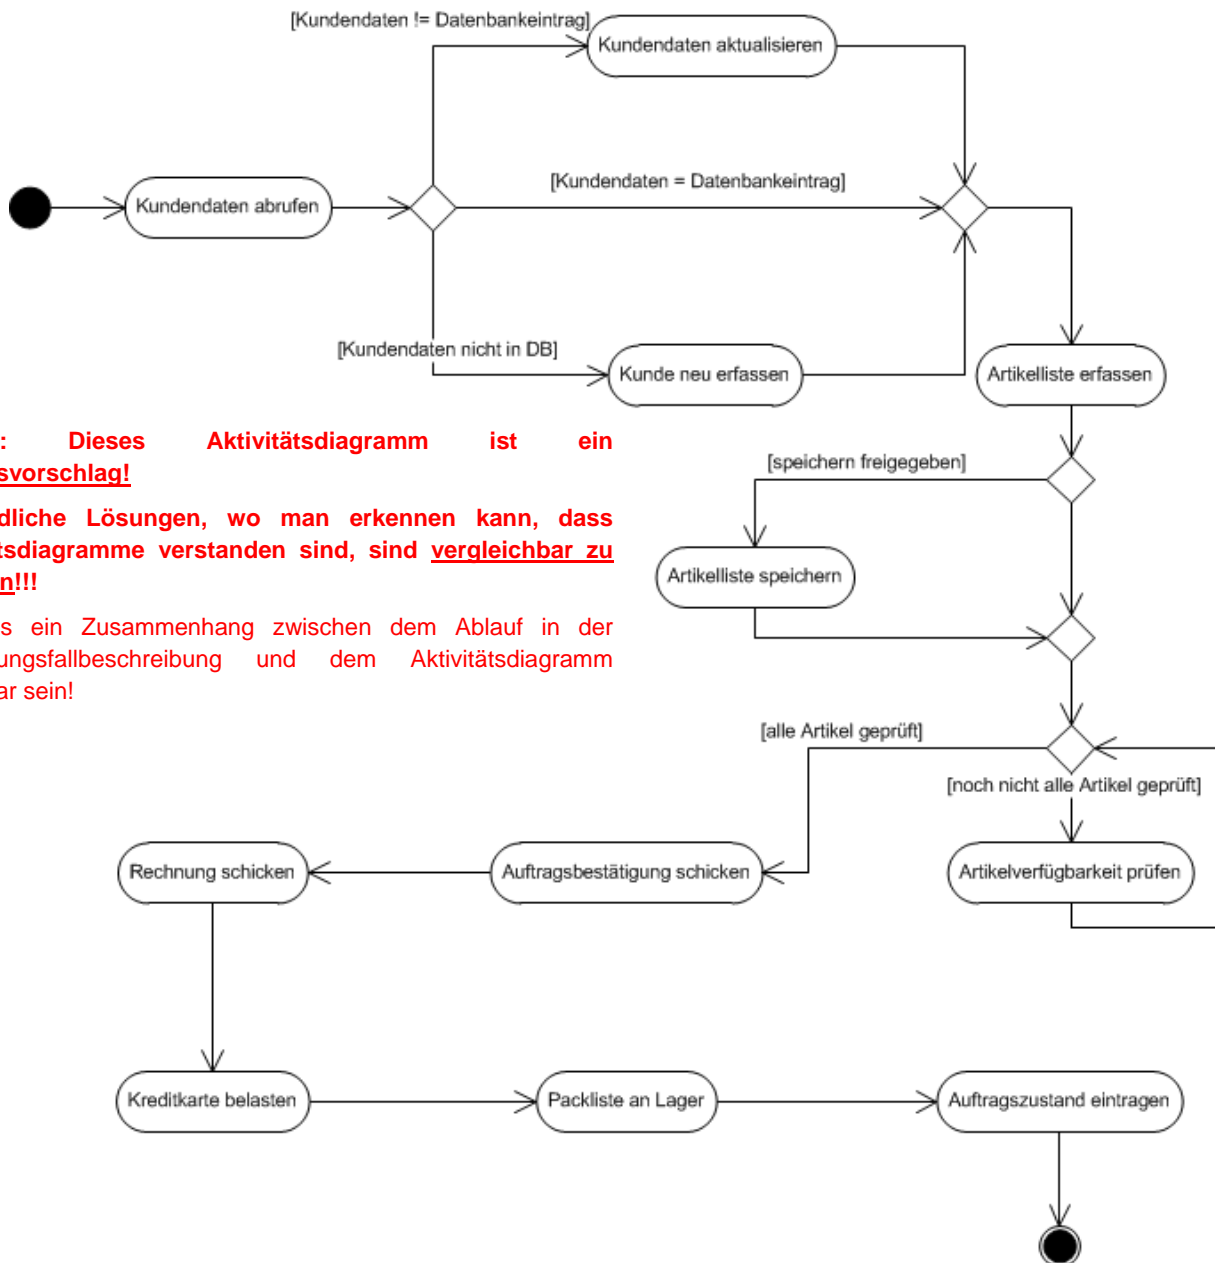 [Kundendaten != Datenbankeintrag]
Kundendaten aktualisieren
[Kundendaten = Datenbankeintrag]
Kundendaten abrufen
[Kundendaten nicht in DB]
Kunde neu erfassen
Artikelliste erfassen
: Dieses Aktivitätsdiagramm ist ein
svorschlag!
dliche Lösungen, wo man erkennen kann, dass
tsdiagramme verstanden sind, sind vergleichbar zu
n!!!
s ein Zusammenhang zwischen dem Ablauf in der
ungsfallbeschreibung und dem Aktivitätsdiagramm
ar sein!
[speichern freigegeben]
Artikelliste speichern
[alle Artikel geprüft]
[noch nicht alle Artikel geprüft]
Rechnung schicken
Auftragsbestätigung schicken
Artikelverfügbarkeit prüfen
Kreditkarte belasten
Packliste an Lager
Auftragszustand eintragen